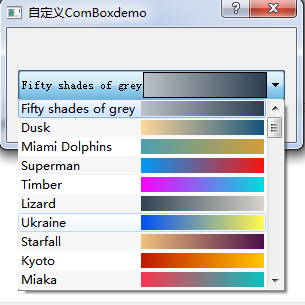 自定义ComBoxdemo
Fifty shades of grey
Fifty shades of grey
Dusk
Miami Dolphins
Superman
Timber
Lizard
Ukraine
Starfall
Kyoto
Miaka